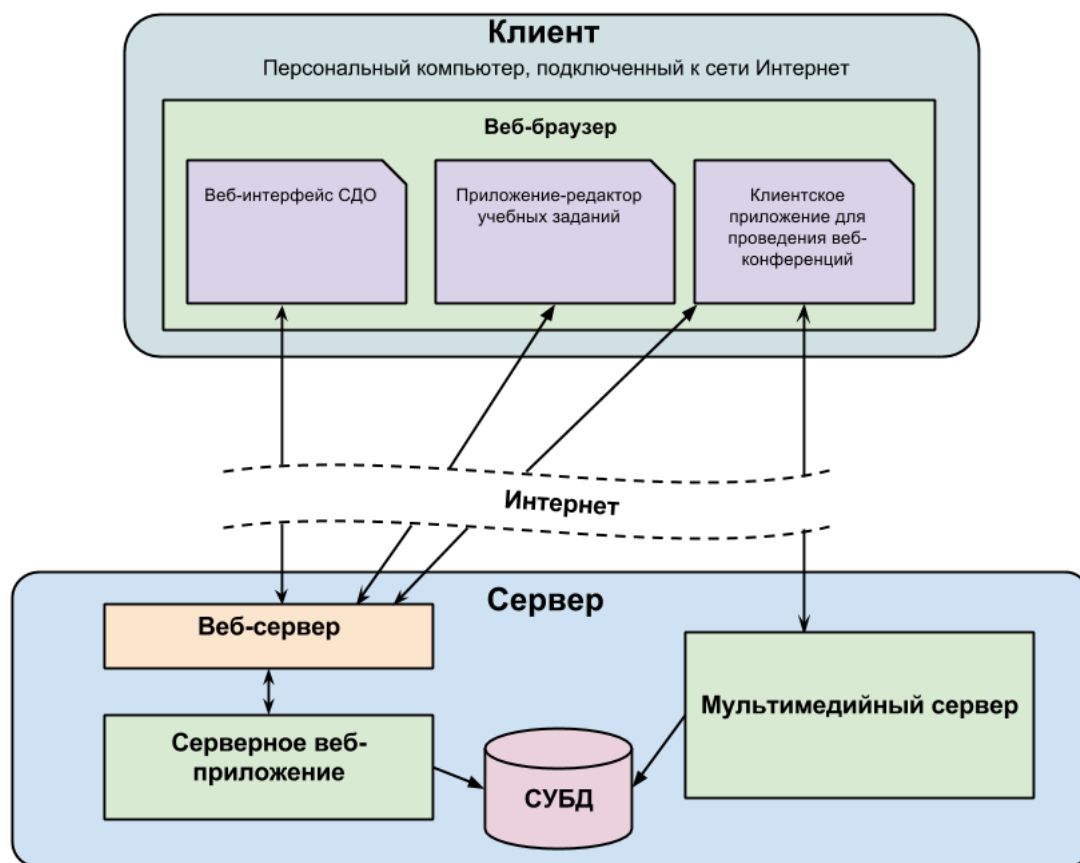 Клиент
Персональный компьютер, подключенный к сети Интернет
Веб-браузер
Веб-интерфейс СДО
Приложение-редактор
учебных заданий
Клиентское
приложение для
проведения веб-
конференций
Интернет
Сервер
Веб-сервер
Серверное веб-
приложение
СУБД
Мультимедийный сервер